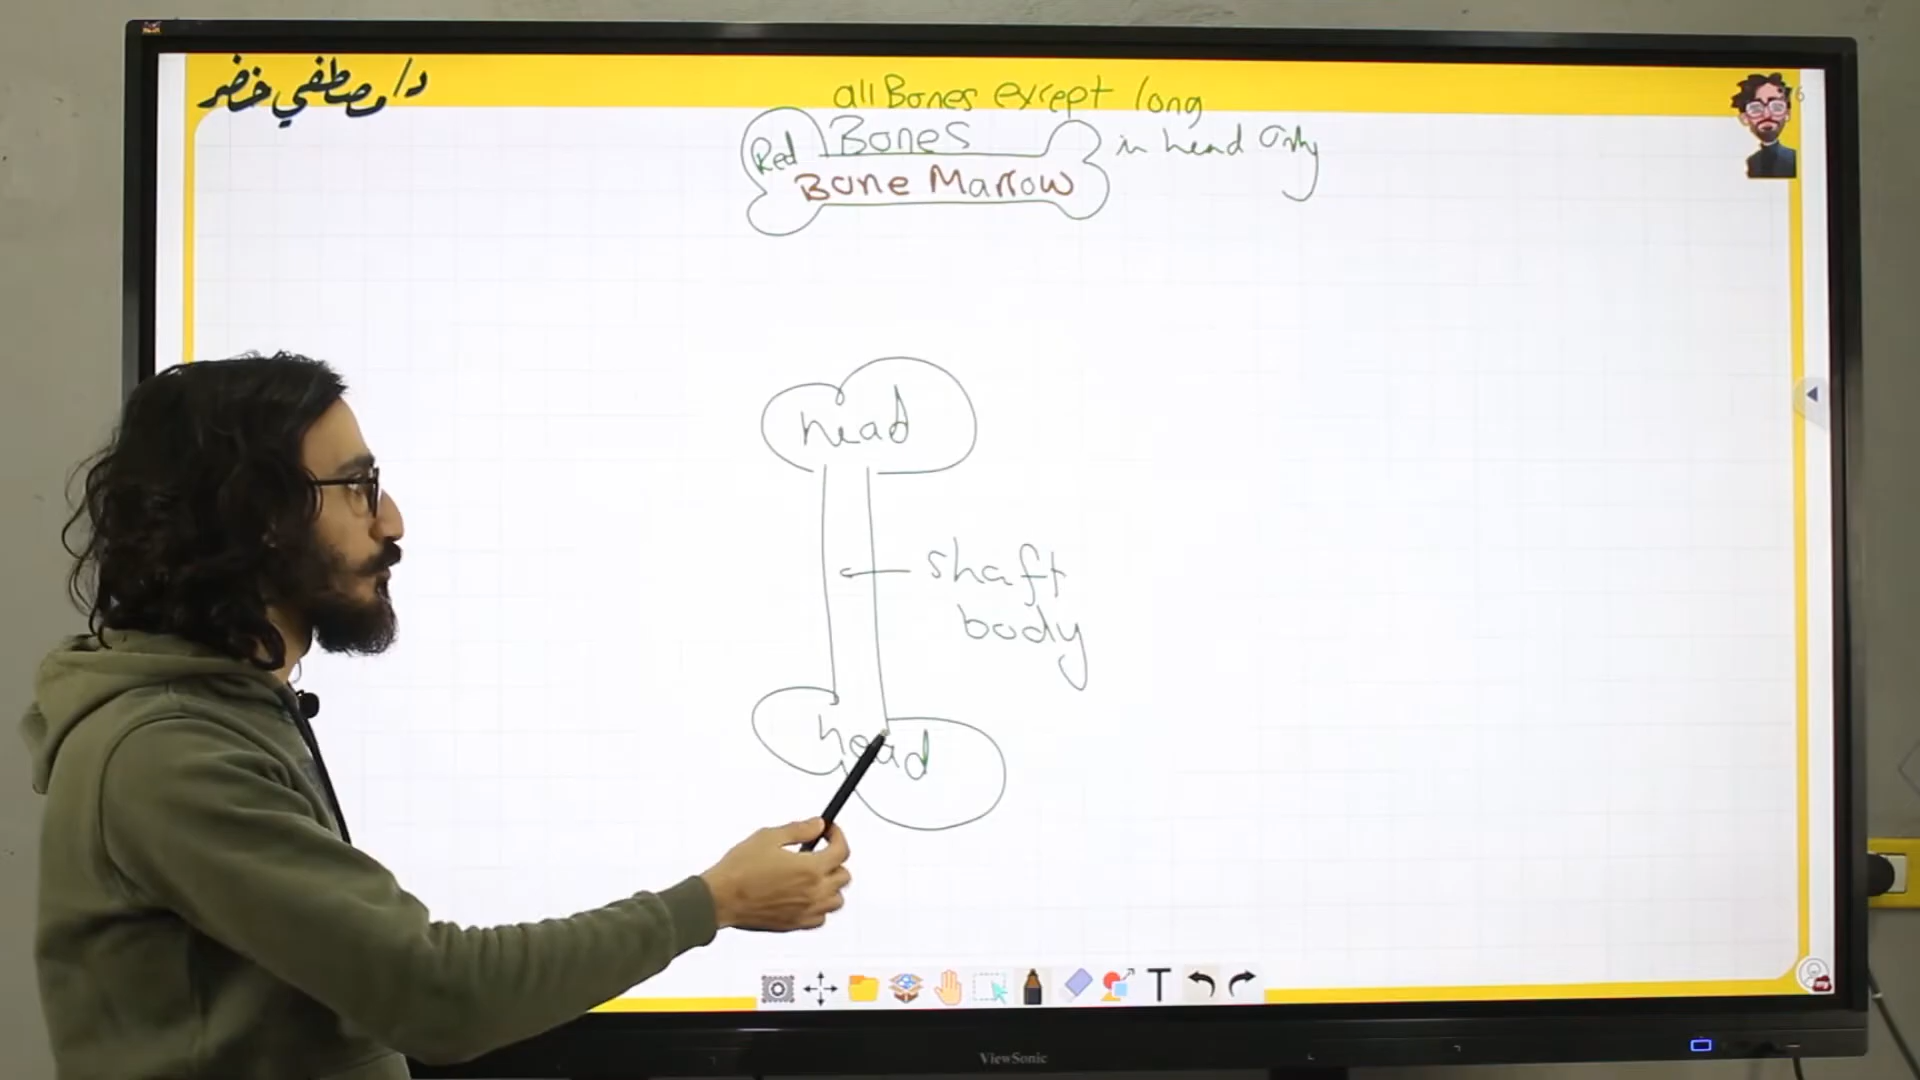 د/مصطفي خضر
all Bones except long
Red Bones in head Only
Bone Marrow
head
shaft
body
head
T
ViewSonic